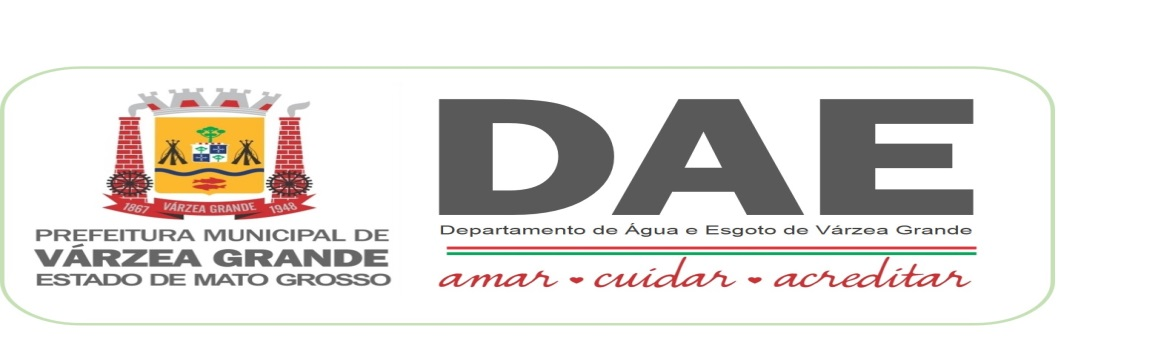 1867 VÁRZEA GRANDE 1948
PREFEITURA MUNICIPAL DE
VÁRZEA GRANDE
ESTADO DE MATO GROSSO
DAE
Departamento de Água e Esgoto de Várzea Grande
amar • cuidar • acreditar